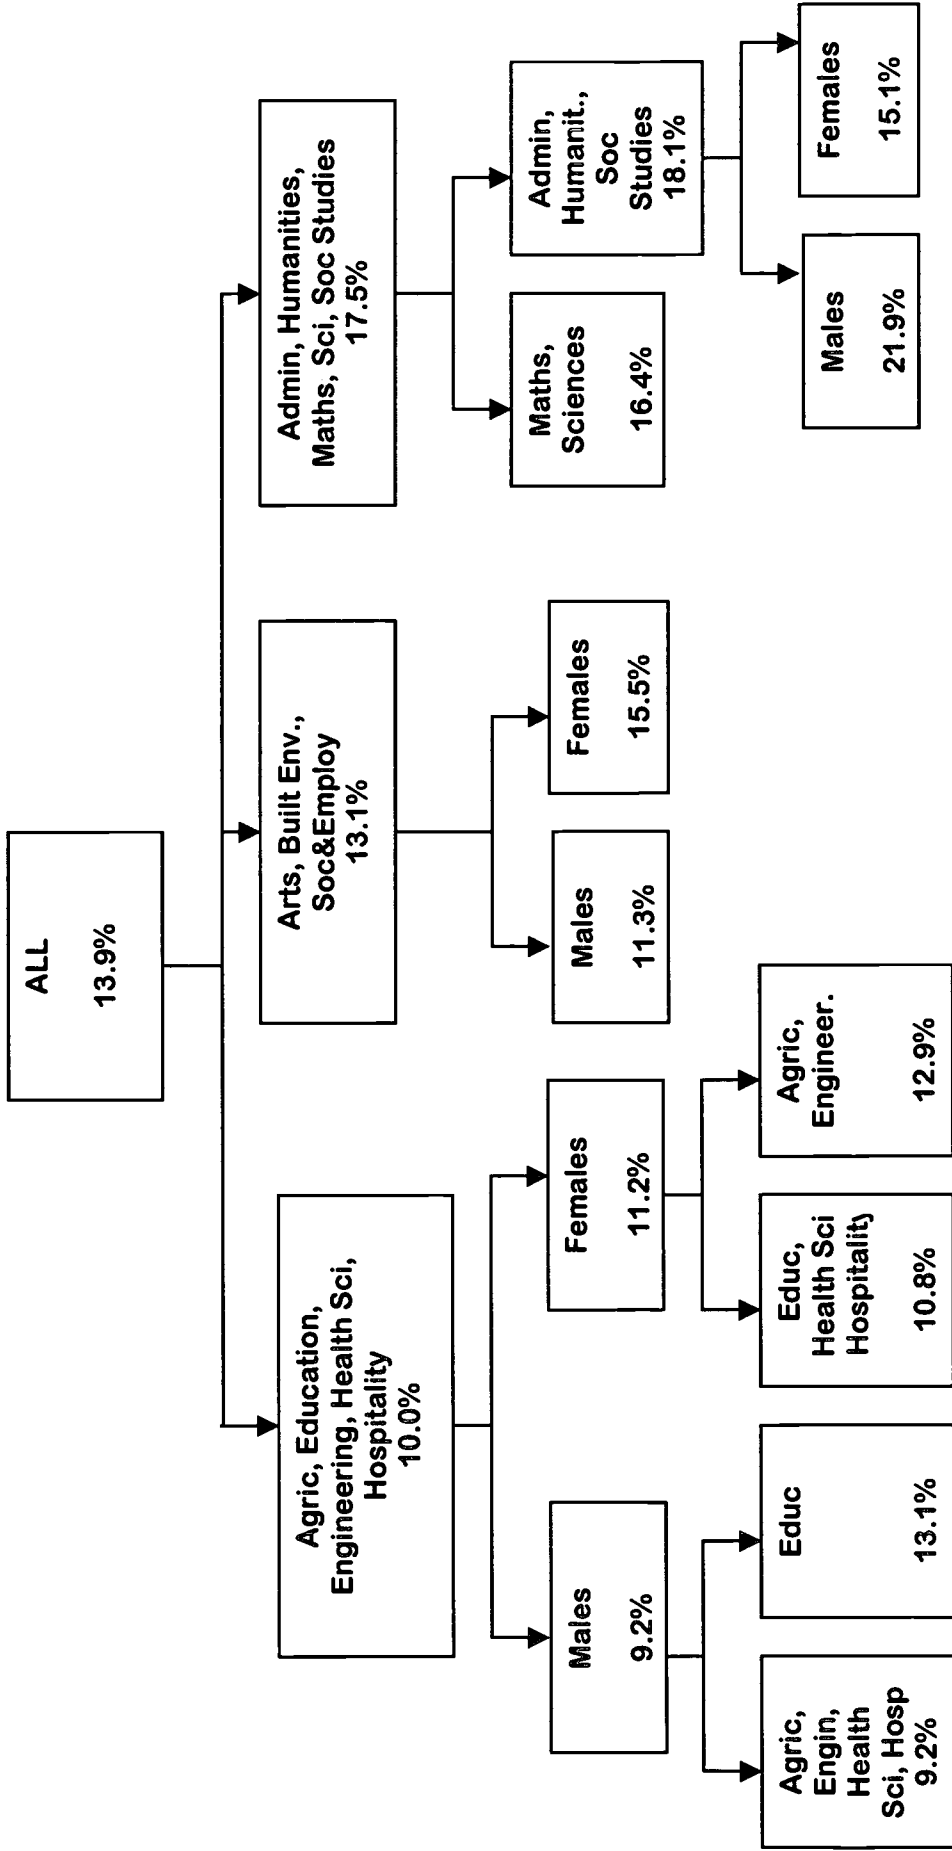 ALL
13.9%
Agric, Education,
Engineering, Health Sci,
Hospitality
10.0%
Arts, Built Env.,
Soc&Employ
13.1%
Admin, Humanities,
Maths, Sci, Soc Studies
17.5%
Males
9.2%
Females
11.2%
Males
11.3%
Females
15.5%
Maths,
Sciences
16.4%
Admin,
Humanit.,
Soc
Studies
18.1%
Agric,
Engin,
Health
Sci, Hosp
9.2%
Educ
13.1%
Educ,
Health Sci
Hospitality
10.8%
Agric,
Engineer.
12.9%
Males
21.9%
Females
15.1%